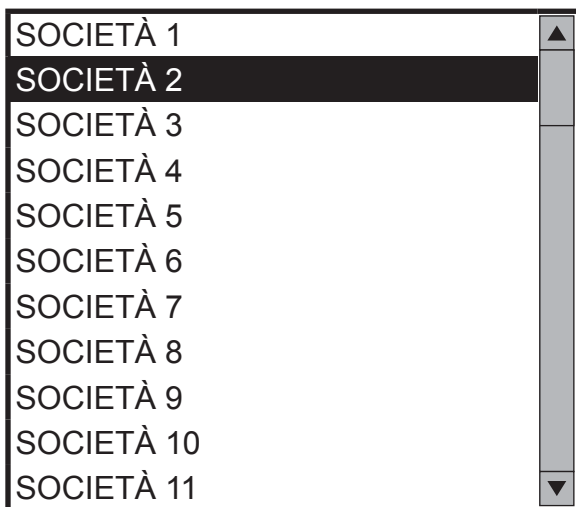 SOCIETÀ 1
SOCIETÀ 2
SOCIETÀ 3
SOCIETÀ 4
SOCIETÀ 5
SOCIETÀ 6
SOCIETÀ 7
SOCIETÀ 8
SOCIETÀ 9
SOCIETÀ 10
SOCIETÀ 11